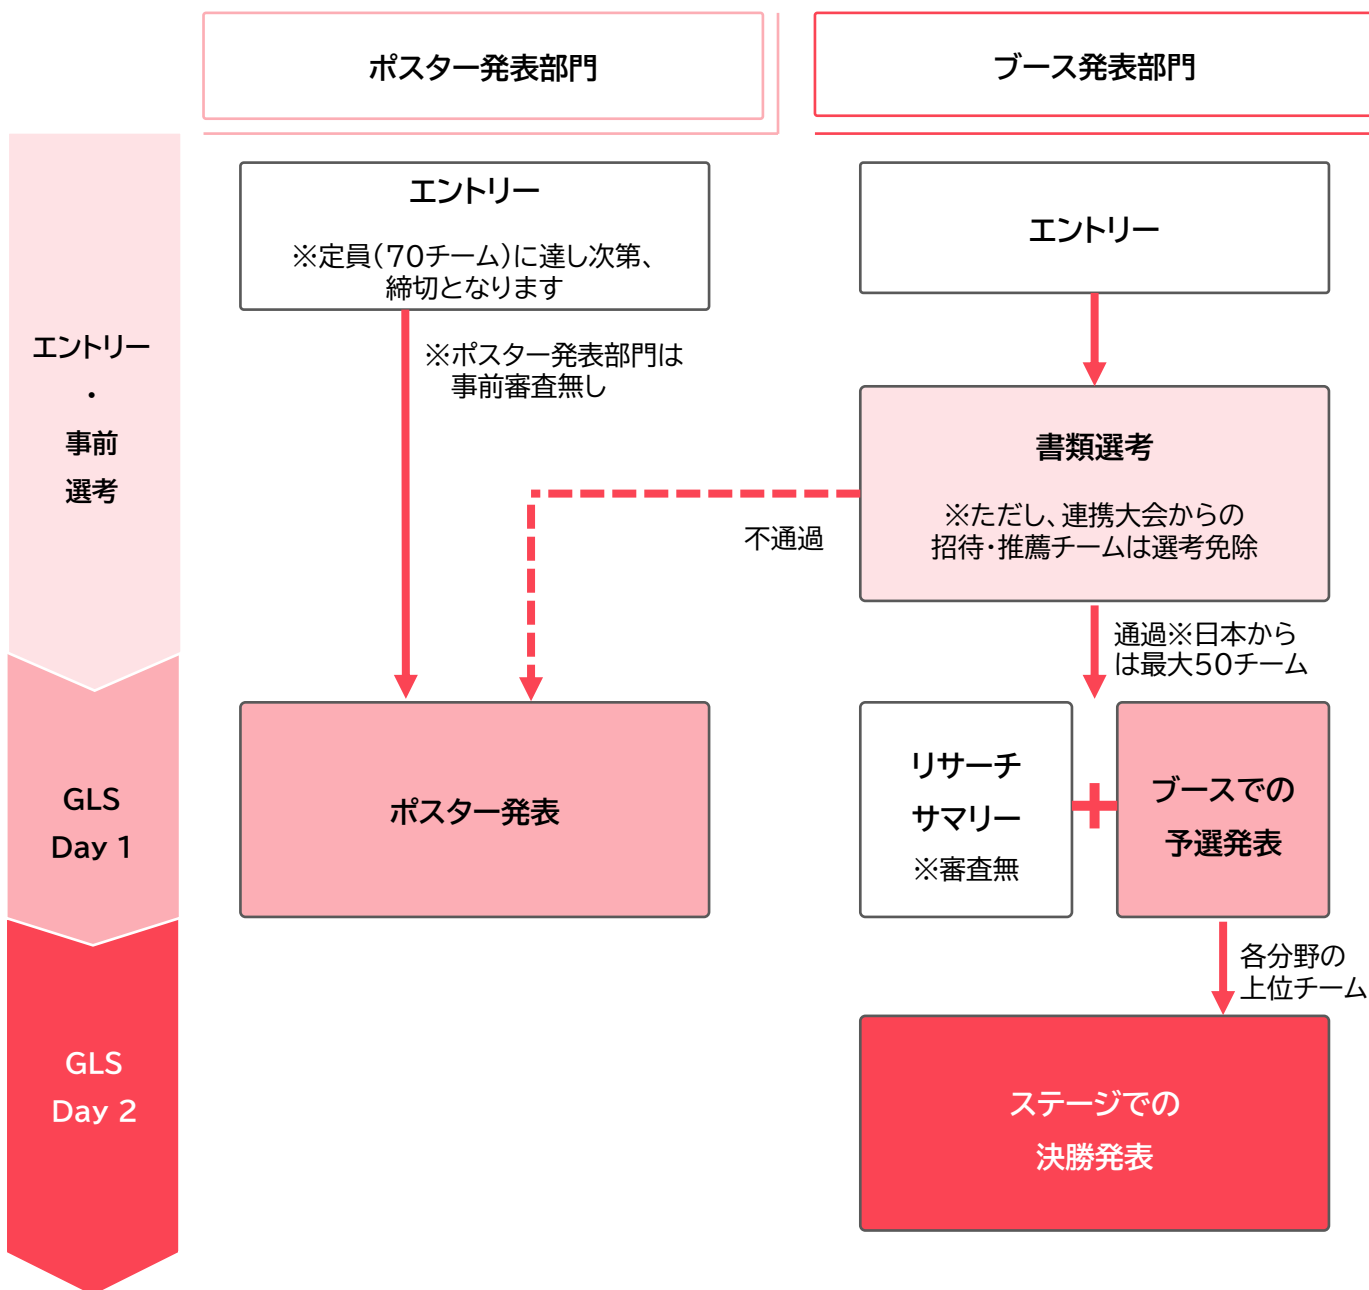 ポスター発表部門
ブース発表部門
エントリー
・
事前
選考
エントリー
※定員(70チーム)に達し次第、
締切となります
※ポスター発表部門は
事前審査無し
エントリー
書類選考
※ただし、連携大会からの
招待・推薦チームは選考免除
不通過
通過※日本から
は最大50チーム
GLS
Day 1
ポスター発表
リサーチ
サマリー
※審査無
ブースでの
予選発表
各分野の
上位チーム
GLS
Day 2
ステージでの
決勝発表